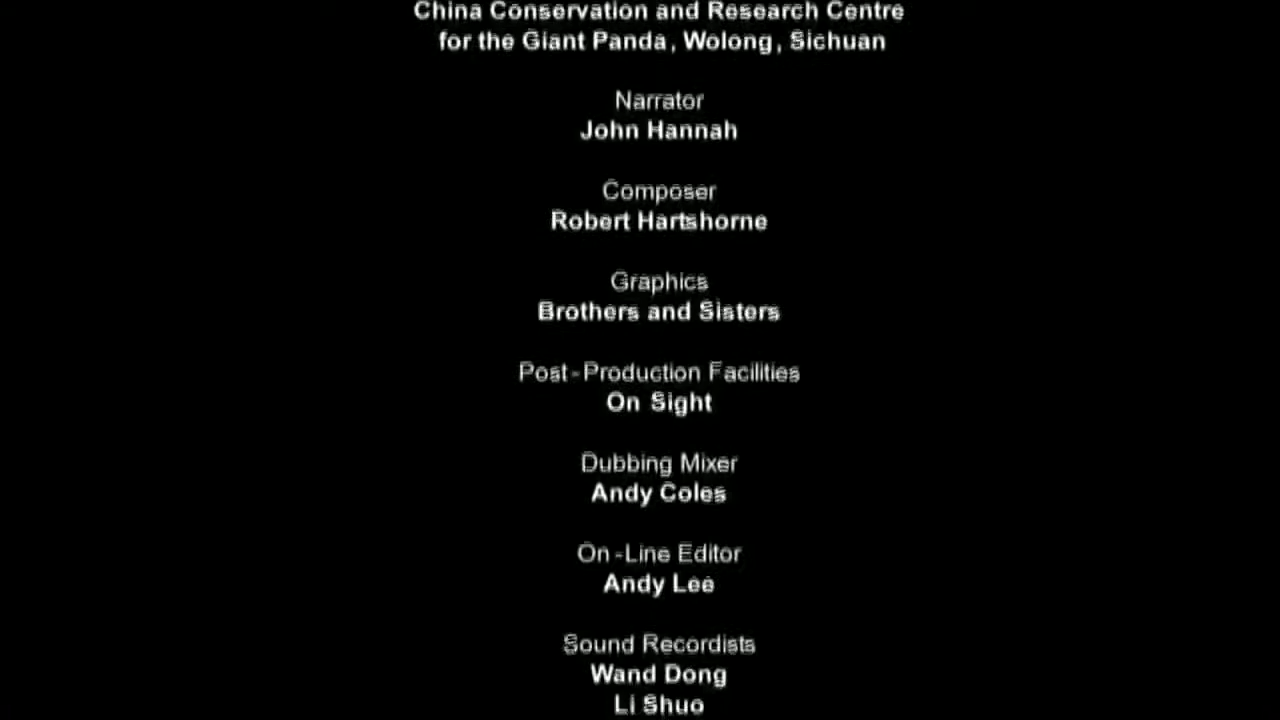 China Conservation and Research Centre
for the Giant Panda, Wolong, Sichuan
Narrator
John Hannah
Composer
Robert Hartshorne
Graphics
Brothers and Sisters
Post-Production Facilities
On Sight
Dubbing Mixer
Andy Coles
On-Line Editor
Andy Lee
Sound Recordists
Wand Dong
Li Shuo